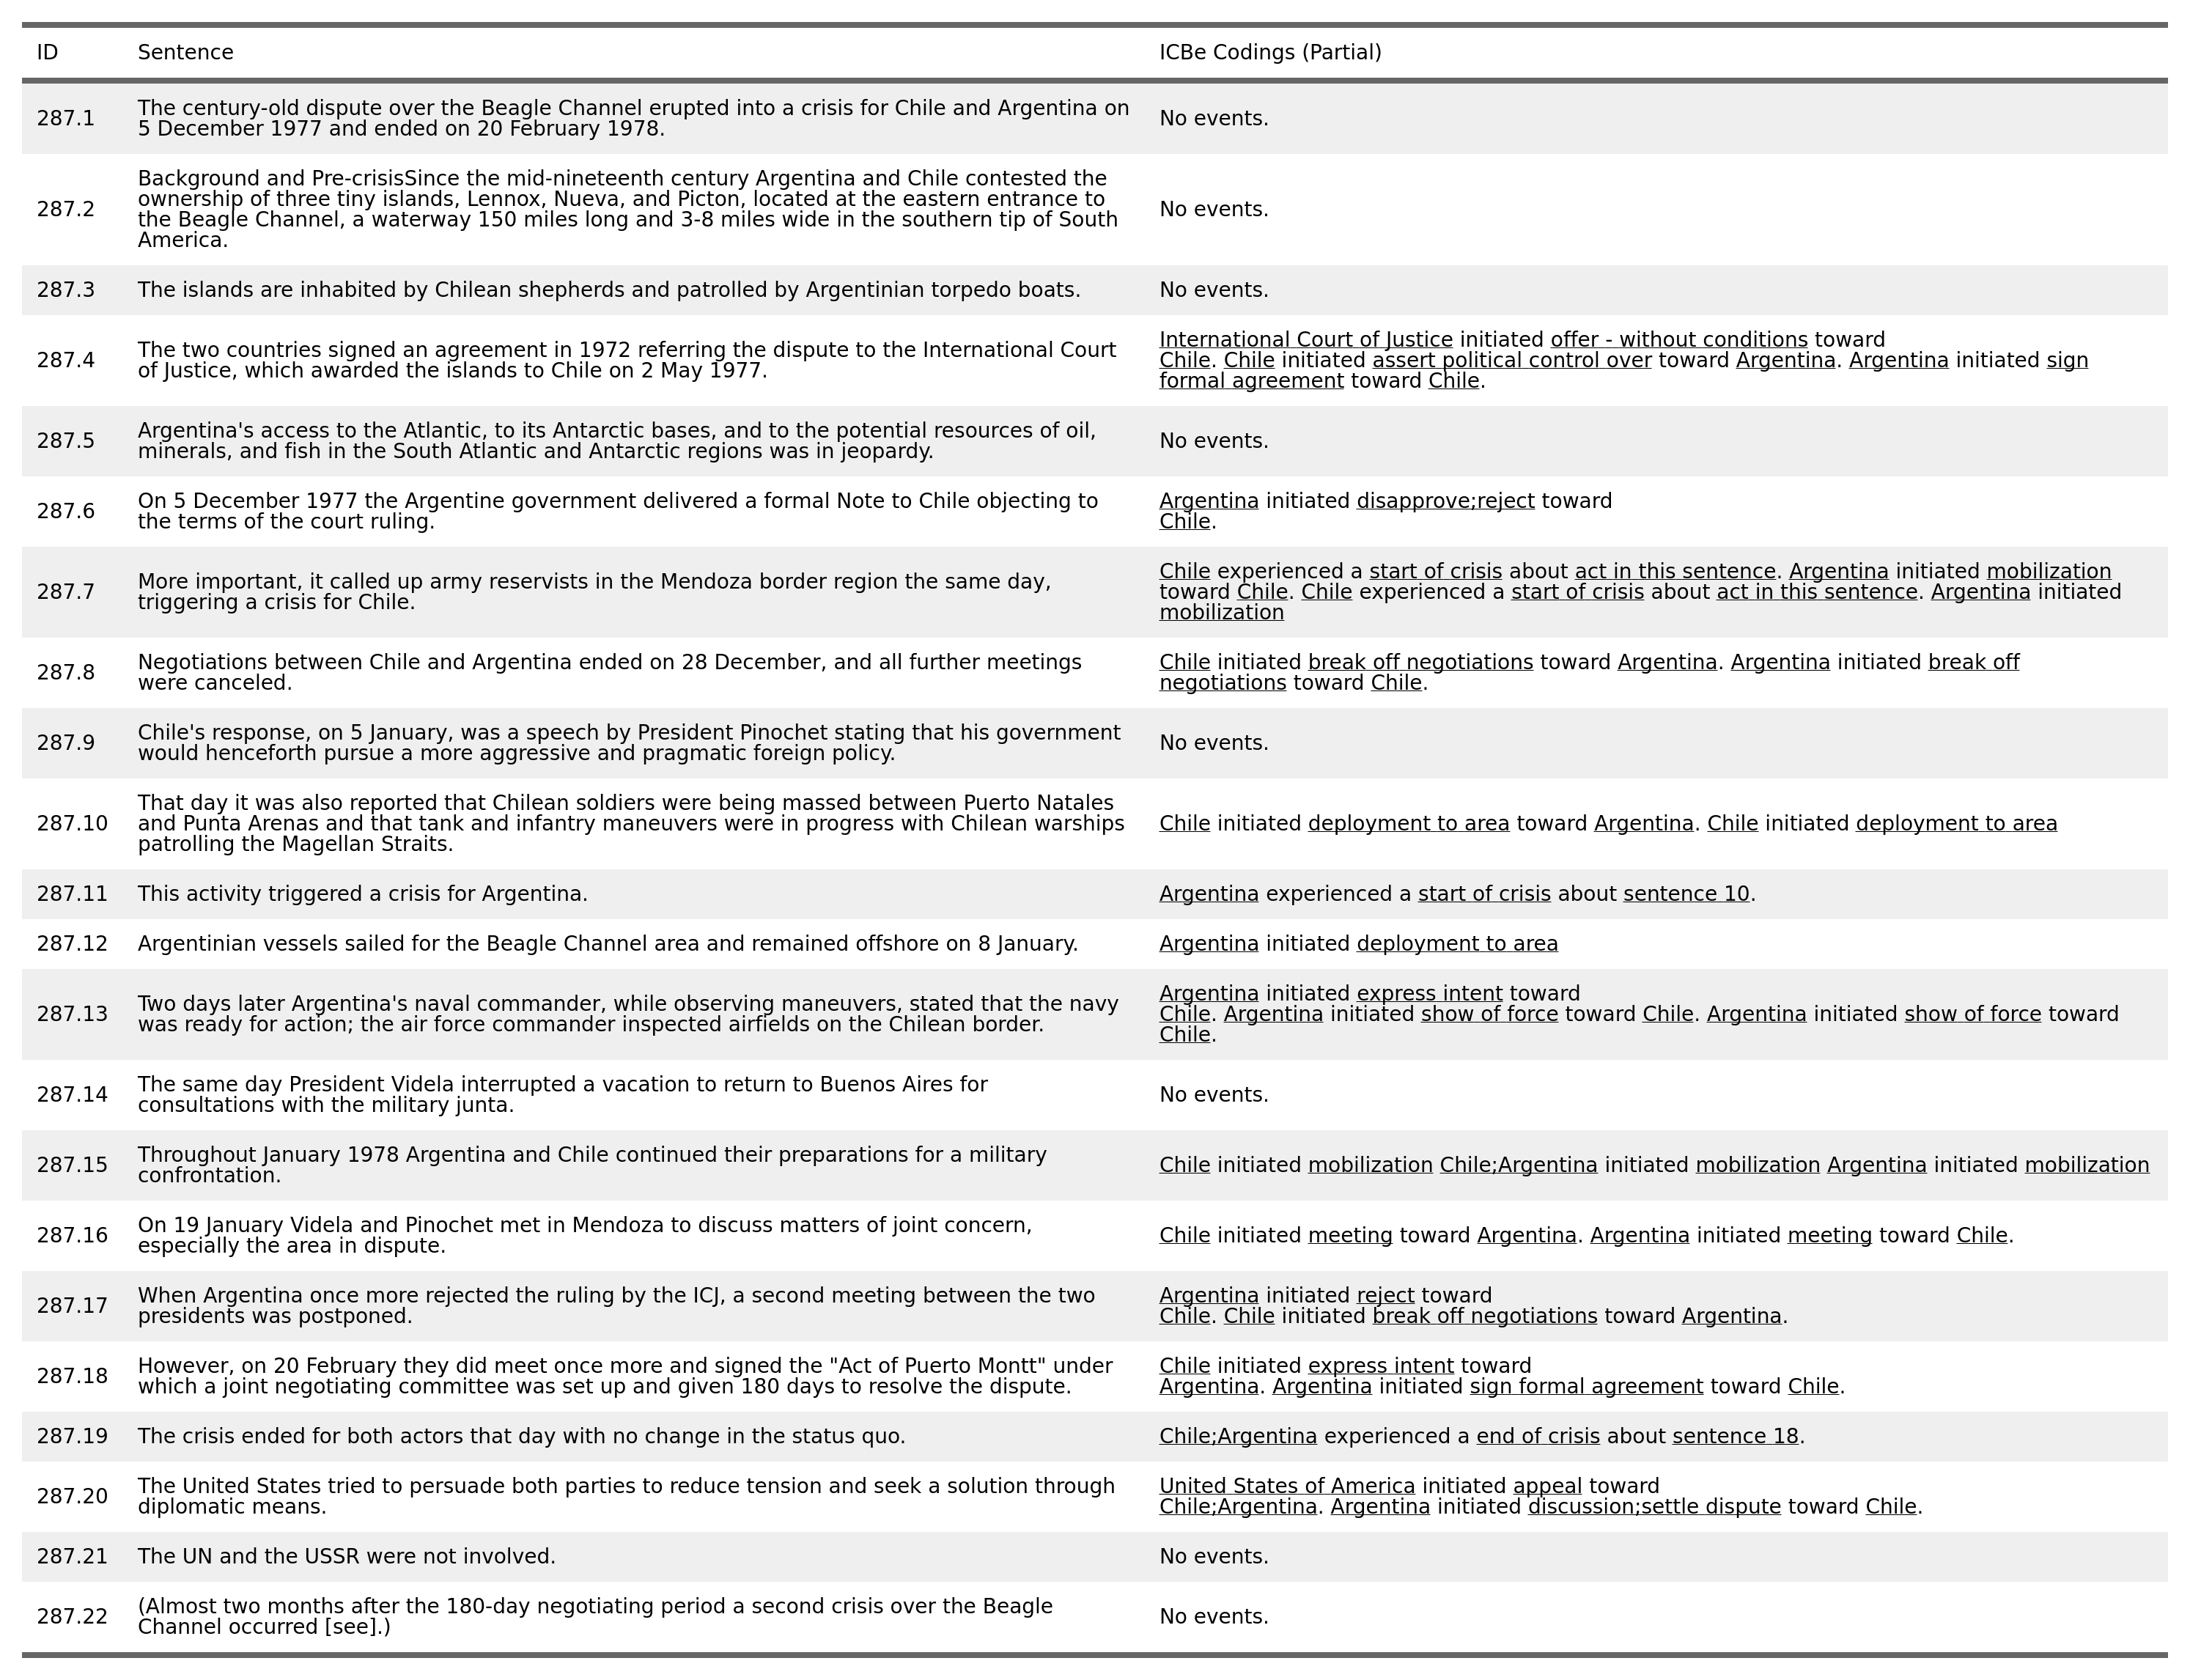 ID Sentence ICBe Codings (Partial)
287.1 The century-old dispute over the Beagle Channel erupted into a crisis for Chile and Argentina on
5 December 1977 and ended on 20 February 1978.
No events.
287.2 Background and Pre-crisisSince the mid-nineteenth century Argentina and Chile contested the
ownership of three tiny islands, Lennox, Nueva, and Picton, located at the eastern entrance to
the Beagle Channel, a waterway 150 miles long and 3-8 miles wide in the southern tip of South
America.
No events.
287.3 The islands are inhabited by Chilean shepherds and patrolled by Argentinian torpedo boats. No events.
287.4 The two countries signed an agreement in 1972 referring the dispute to the International Court
of Justice, which awarded the islands to Chile on 2 May 1977.
International Court of Justice initiated offer - without conditions toward
Chile. Chile initiated assert political control over toward Argentina. Argentina initiated sign
formal agreement toward Chile.
287.5 Argentina's access to the Atlantic, to its Antarctic bases, and to the potential resources of oil,
minerals, and fish in the South Atlantic and Antarctic regions was in jeopardy.
No events.
287.6 On 5 December 1977 the Argentine government delivered a formal Note to Chile objecting to
the terms of the court ruling.
Argentina initiated disapprove;reject toward
Chile.
287.7 More important, it called up army reservists in the Mendoza border region the same day,
triggering a crisis for Chile.
Chile experienced a start of crisis about act in this sentence. Argentina initiated mobilization
toward Chile. Chile experienced a start of crisis about act in this sentence. Argentina initiated
mobilization
287.8 Negotiations between Chile and Argentina ended on 28 December, and all further meetings
were canceled.
Chile initiated break off negotiations toward Argentina. Argentina initiated break off
negotiations toward Chile.
287.9 Chile's response, on 5 January, was a speech by President Pinochet stating that his government
would henceforth pursue a more aggressive and pragmatic foreign policy.
No events.
287.10 That day it was also reported that Chilean soldiers were being massed between Puerto Natales
and Punta Arenas and that tank and infantry maneuvers were in progress with Chilean warships
patrolling the Magellan Straits.
Chile initiated deployment to area toward Argentina. Chile initiated deployment to area
287.11 This activity triggered a crisis for Argentina. Argentina experienced a start of crisis about sentence 10.
287.12 Argentinian vessels sailed for the Beagle Channel area and remained offshore on 8 January. Argentina initiated deployment to area
287.13 Two days later Argentina's naval commander, while observing maneuvers, stated that the navy
was ready for action; the air force commander inspected airfields on the Chilean border.
Argentina initiated express intent toward
Chile. Argentina initiated show of force toward Chile. Argentina initiated show of force toward
Chile.
287.14 The same day President Videla interrupted a vacation to return to Buenos Aires for
consultations with the military junta.
No events.
287.15 Throughout January 1978 Argentina and Chile continued their preparations for a military
confrontation.
Chile initiated mobilization Chile;Argentina initiated mobilization Argentina initiated mobilization
287.16 On 19 January Videla and Pinochet met in Mendoza to discuss matters of joint concern,
especially the area in dispute.
Chile initiated meeting toward Argentina. Argentina initiated meeting toward Chile.
287.17 When Argentina once more rejected the ruling by the ICJ, a second meeting between the two
presidents was postponed.
Argentina initiated reject toward
Chile. Chile initiated break off negotiations toward Argentina.
287.18 However, on 20 February they did meet once more and signed the "Act of Puerto Montt" under
which a joint negotiating committee was set up and given 180 days to resolve the dispute.
Chile initiated express intent toward
Argentina. Argentina initiated sign formal agreement toward Chile.
287.19 The crisis ended for both actors that day with no change in the status quo. Chile;Argentina experienced a end of crisis about sentence 18.
287.20 The United States tried to persuade both parties to reduce tension and seek a solution through
diplomatic means.
United States of America initiated appeal toward
Chile;Argentina. Argentina initiated discussion;settle dispute toward Chile.
287.21 The UN and the USSR were not involved. No events.
287.22 (Almost two months after the 180-day negotiating period a second crisis over the Beagle
Channel occurred [see].)
No events.